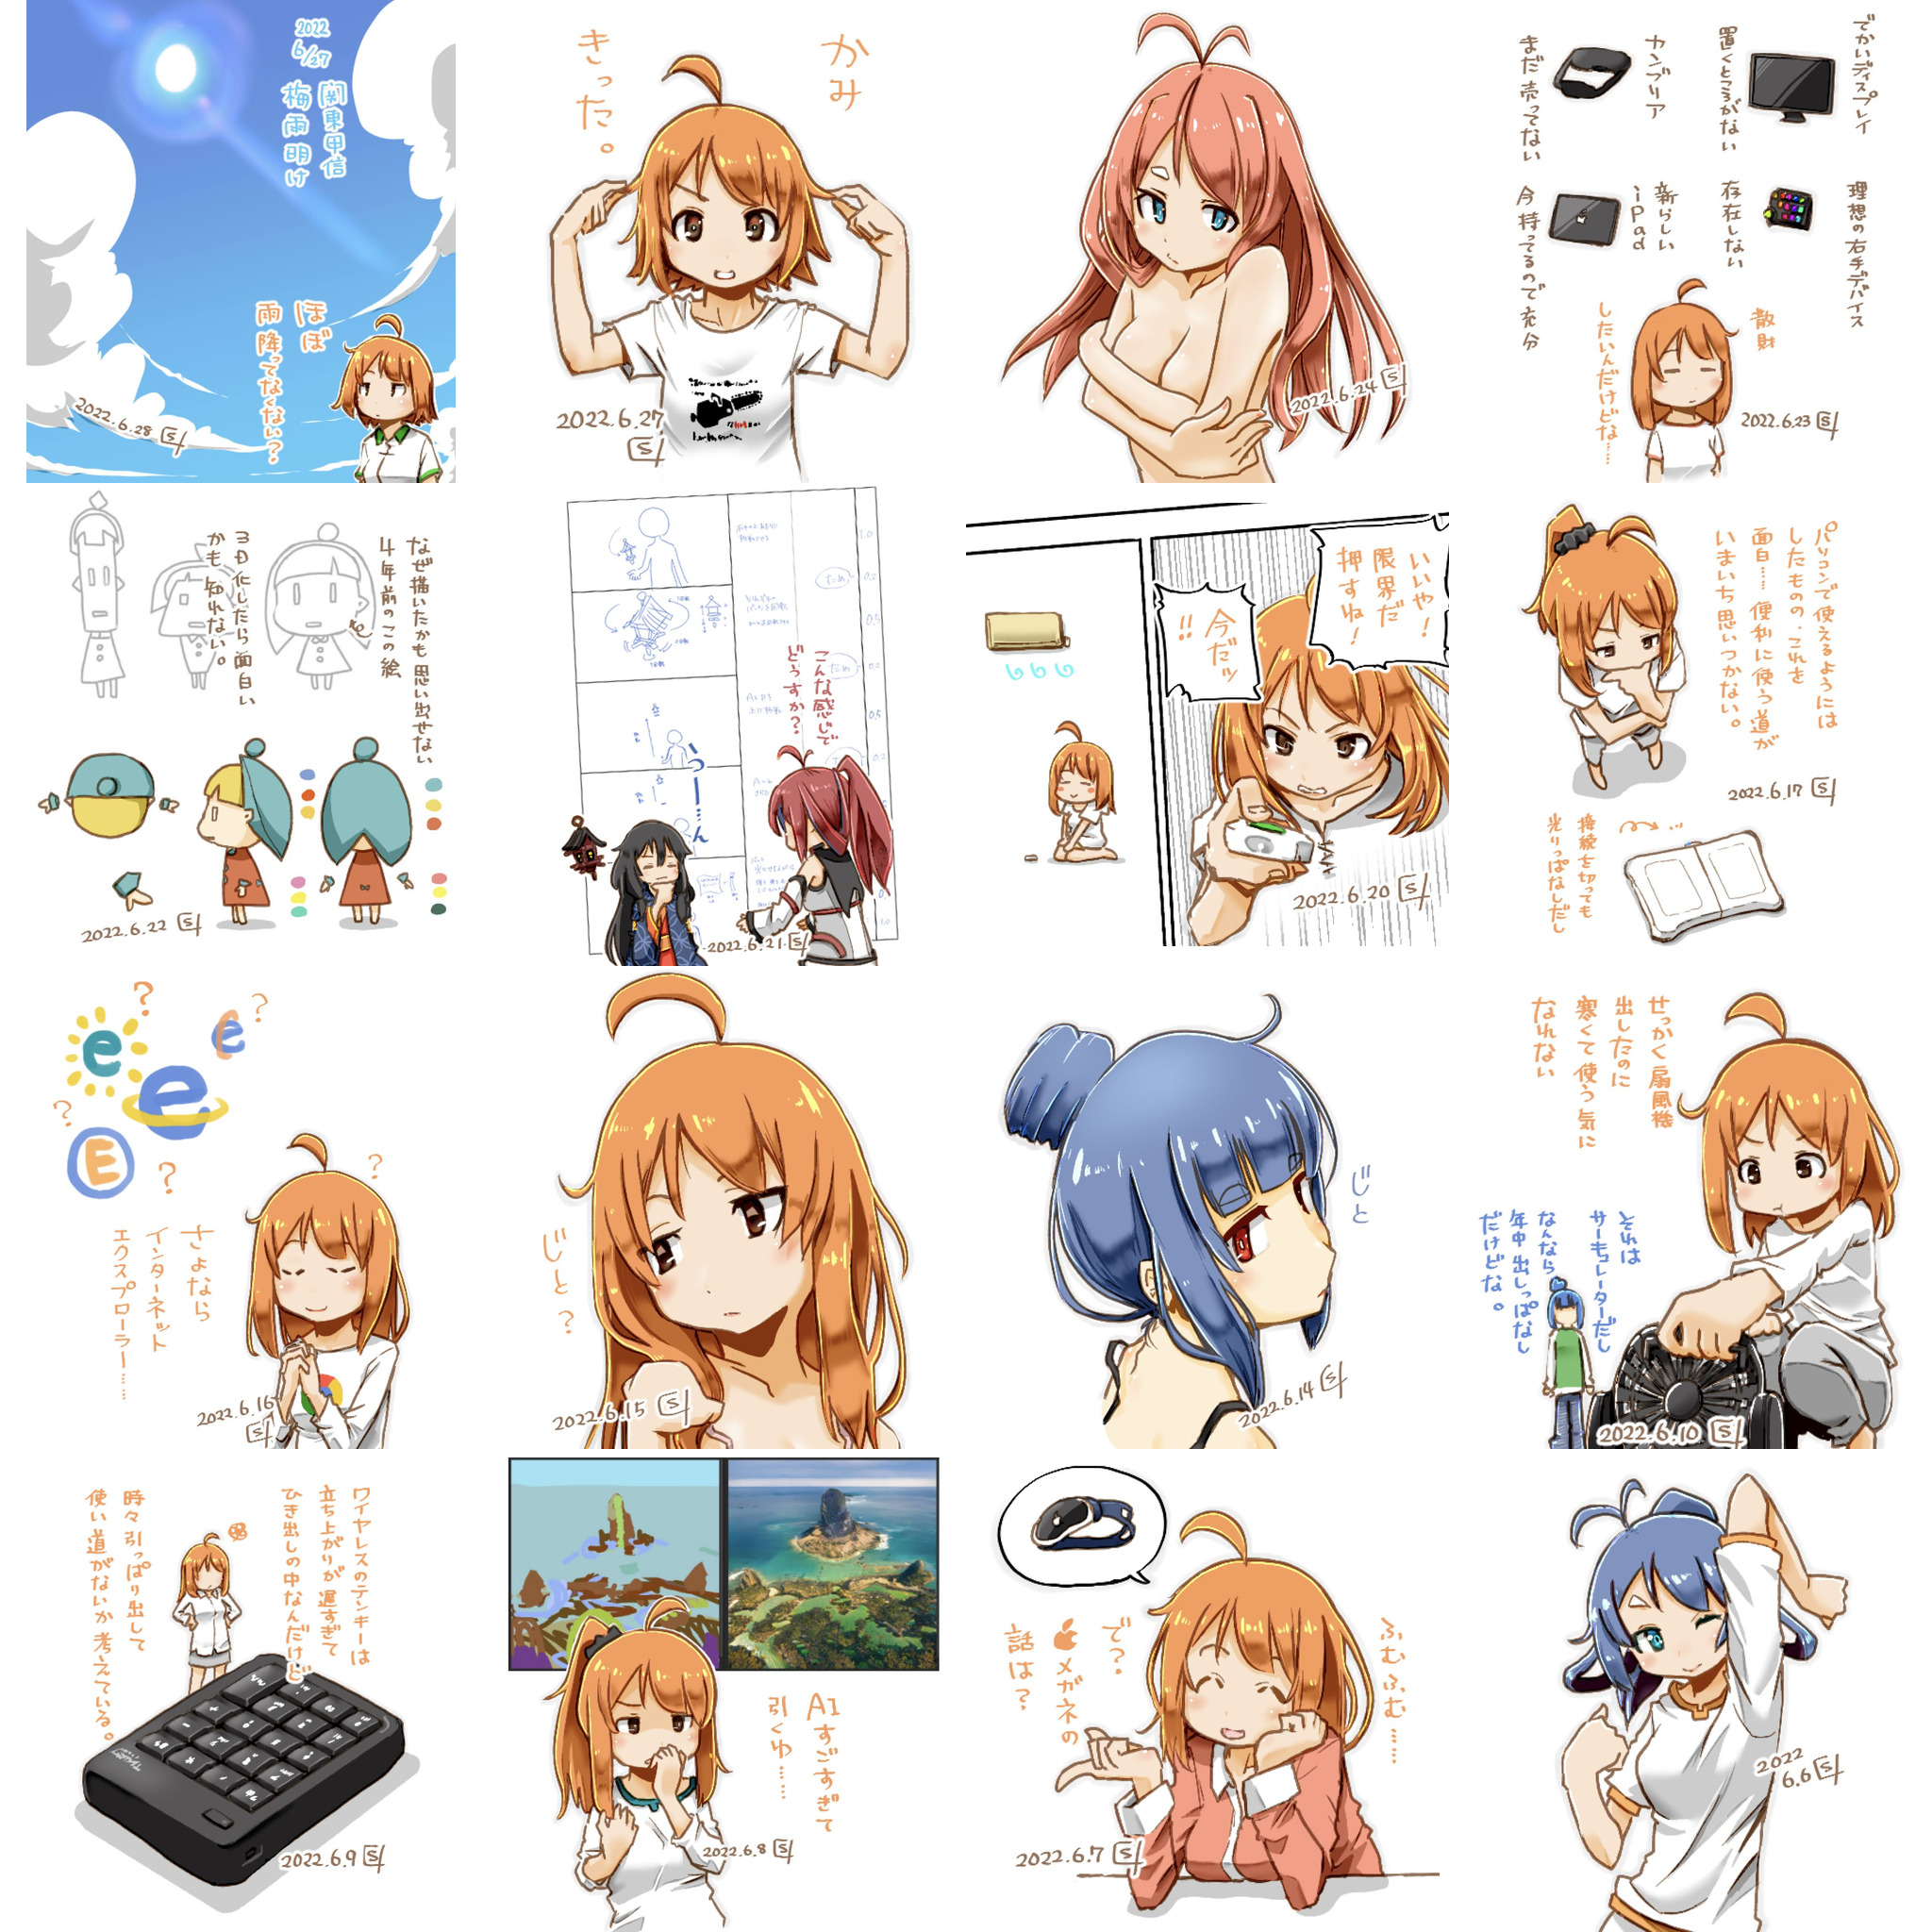 2022
6/27
関東甲信
梅雨明け
ほぼ
雨降ってなくない?
2022.6.28
かみ
きった。
2022.6.27
2022.6.24
でかいディスプレイ
置くところがない
カンブリア
まだ売ってない
理想の右手デバイス
存在しない
新らしい
iPad
今持ってるので充分
散財
したいんだけどな……
2022.6.23
なぜ描いたかも思い出せない
4年前のこの絵
3D化したら面白い
かも知れない。
2022.6.22
こんな感じで
どうすか?
うーん…
2022.6.21
いいや!
限界だ
押すね!
今だッ
!!
2022.6.20
パソコンで使えるようには
したものの、これを
面白……便利に使う道が
いまいち思いつかない。
2022.6.17
接続を切っても
光りっぱなしだし
さよなら
インターネット
エクスプローラー……
2022.6.16
じと?
2022.6.15
じと
2022.6.14
せっかく扇風機
出したのに
寒くて使う気に
なれない
それは
サーキュレーターだし
なんなら
年中出しっぱなし
だけどな。
2022.6.10
ワイヤレスのテンキーは
立ち上がりが遅すぎて
ひき出しの中なんだけど
時々引っぱり出して
使い道がないか考えている。
2022.6.9
AIすごすぎて
引くゆ……
2022.6.8
ふむふむ……
で?
メガネの
話は?
2022.6.7
2022
6.6